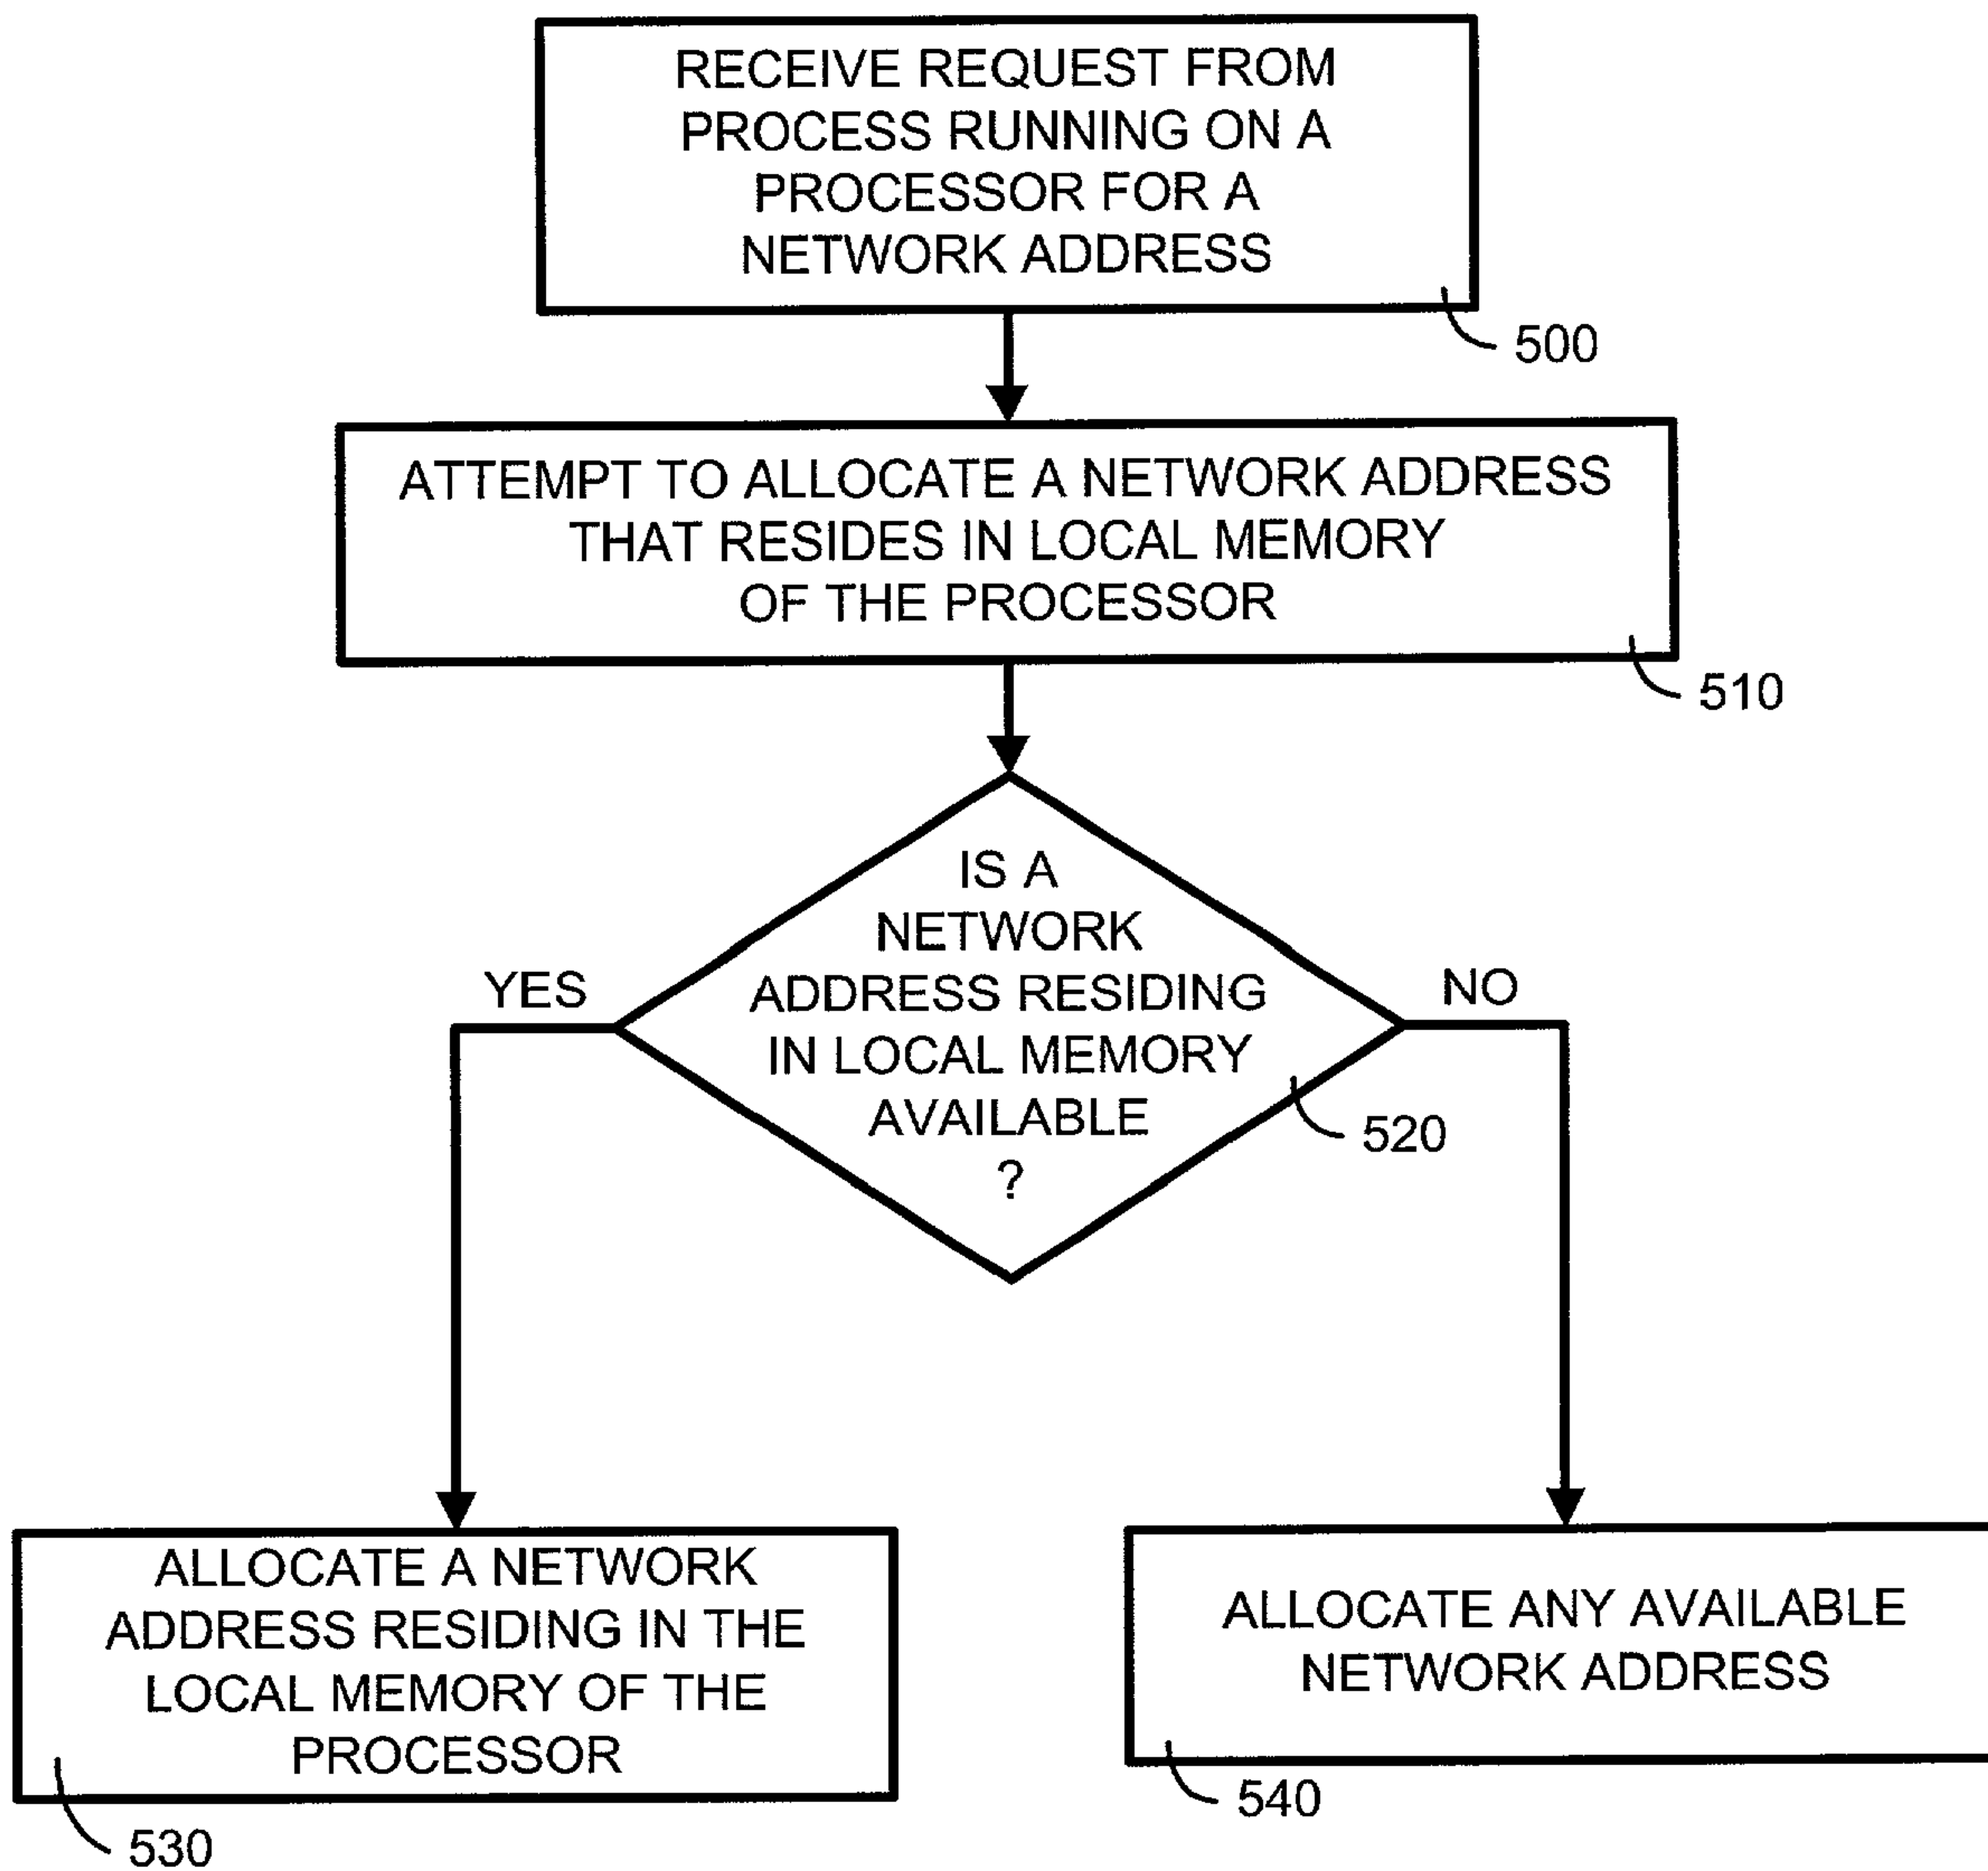 RECEIVE REQUEST FROM
PROCESS RUNNING ON A
PROCESSOR FOR A
NETWORK ADDRESS
500
ATTEMPT TO ALLOCATE A NETWORK ADDRESS
THAT RESIDES IN LOCAL MEMORY
OF THE PROCESSOR
510
IS A
NETWORK
ADDRESS RESIDING
IN LOCAL MEMORY
AVAILABLE
?
520
YES
NO
ALLOCATE A NETWORK
ADDRESS RESIDING IN THE
LOCAL MEMORY OF THE
PROCESSOR
530
ALLOCATE ANY AVAILABLE
NETWORK ADDRESS
540